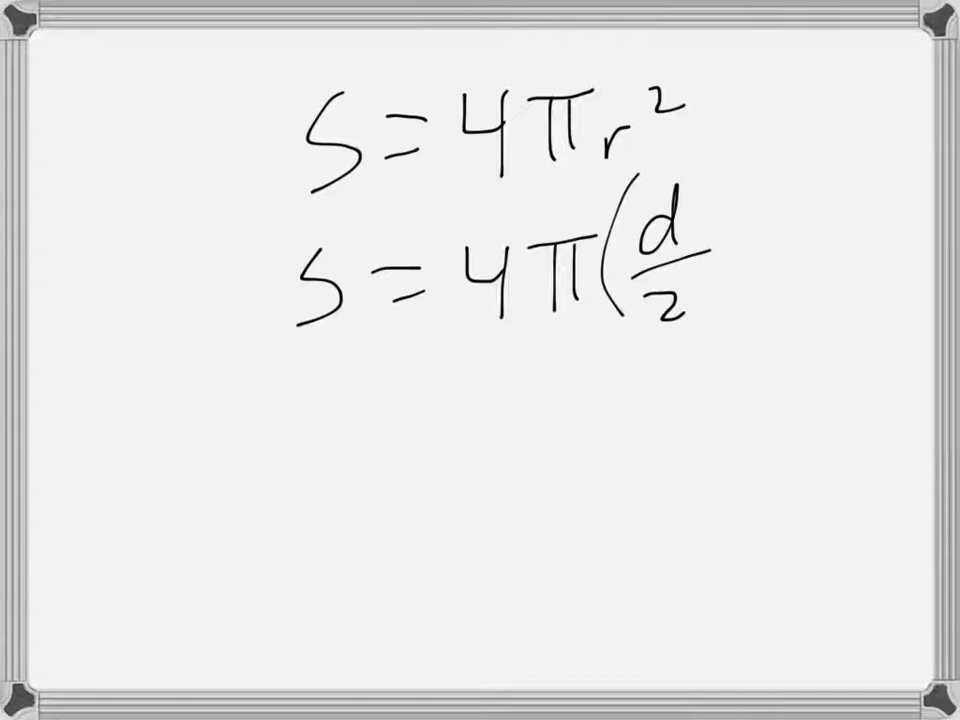 S = 4πr²
S = 4π(d/2